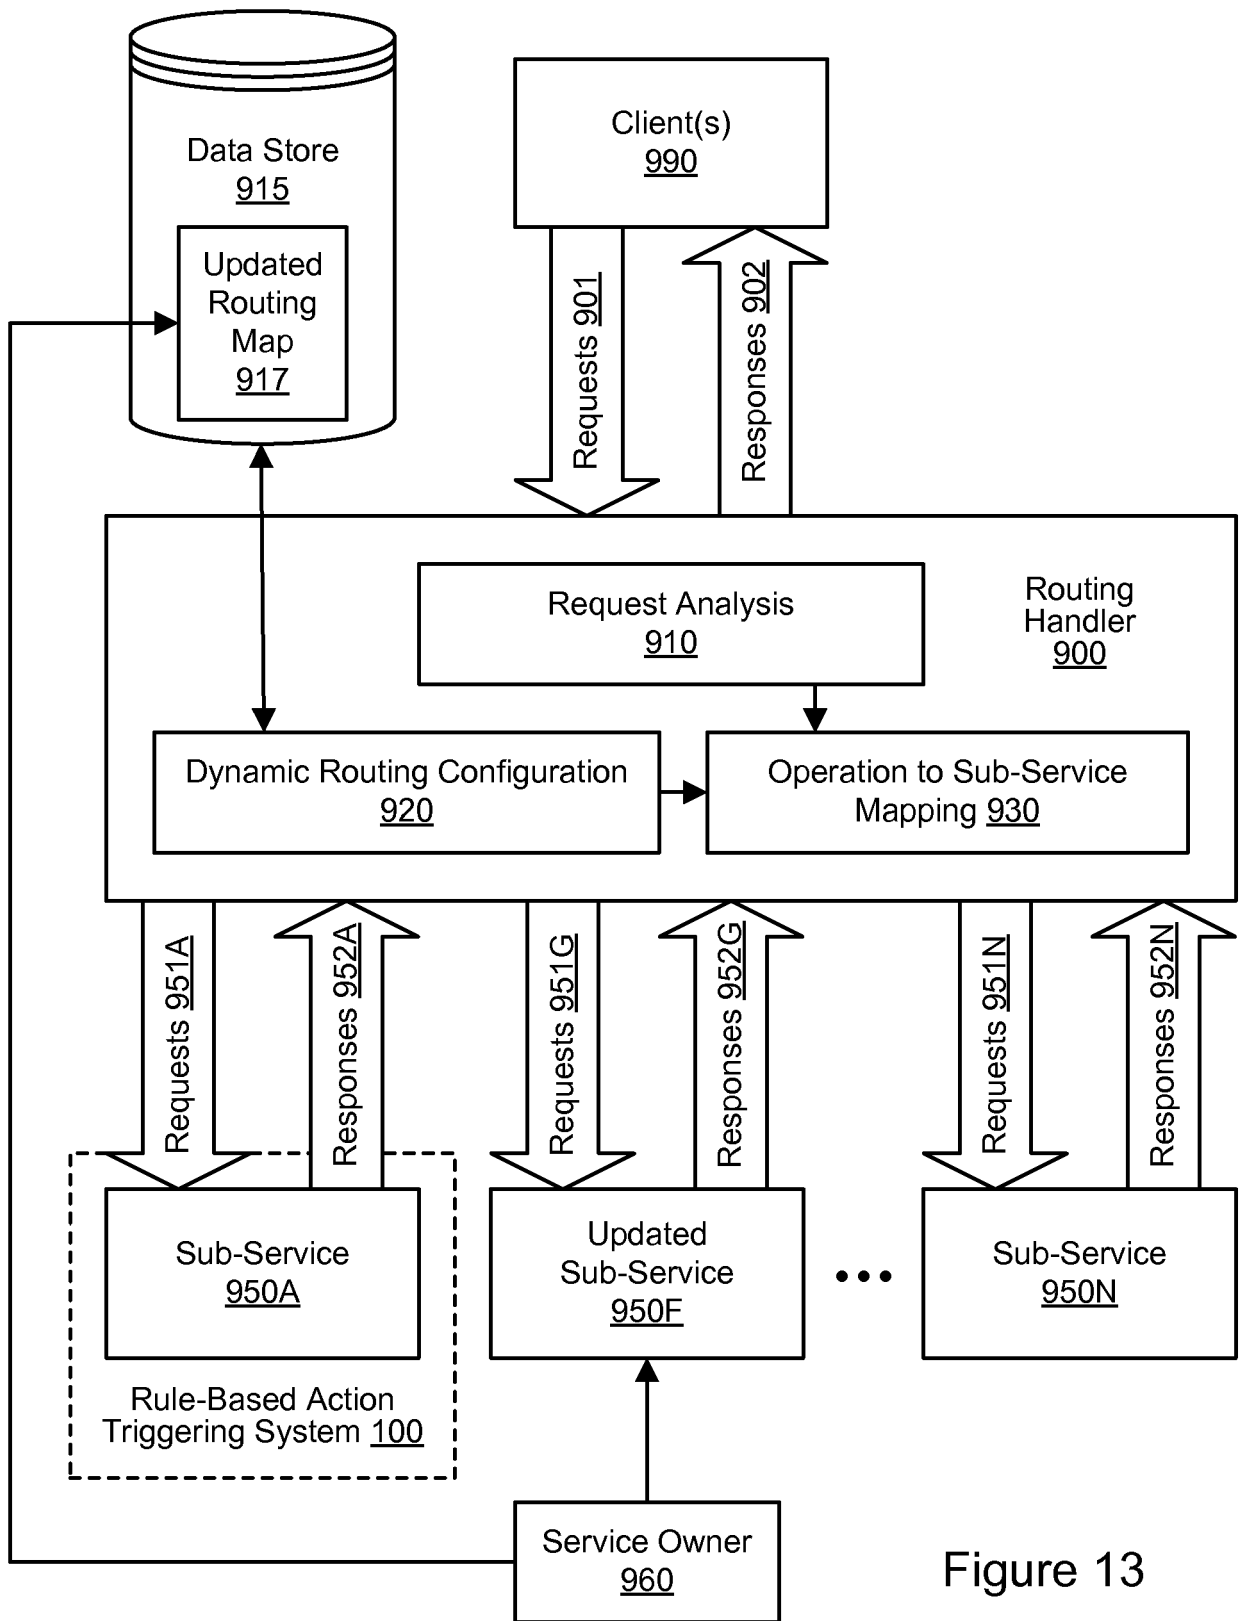 Data Store
915
Updated
Routing
Map
917
Client(s)
990
Requests 901
Responses 902
Routing
Handler
900
Request Analysis
910
Dynamic Routing Configuration
920
Operation to Sub-Service
Mapping 930
Requests 951A
Responses 952A
Requests 951G
Responses 952G
Requests 951N
Responses 952N
Sub-Service
950A
Rule-Based Action
Triggering System 100
Updated
Sub-Service
950F
Sub-Service
950N
Service Owner
960
Figure 13